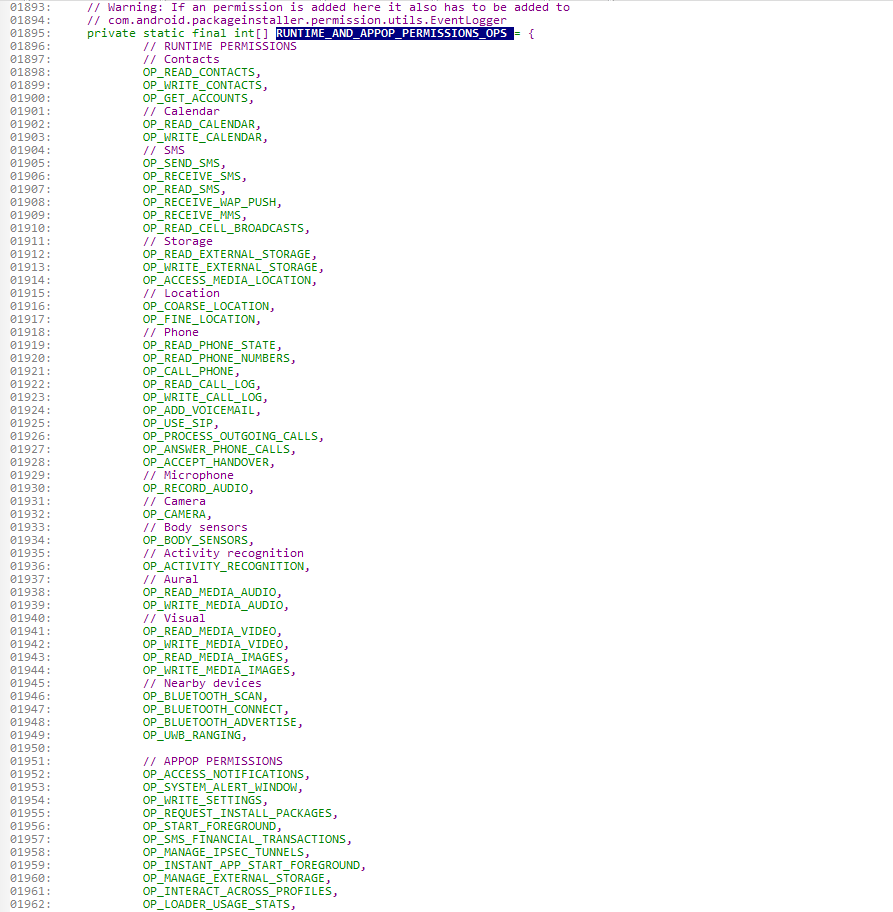 01893:     // Warning: If an permission is added here it also has to be added to
01894:     // com.android.packageinstaller.permission.utils.EventLogger
01895:     private static final int[] RUNTIME_AND_APPOP_PERMISSIONS_OPS = {
01896:             // RUNTIME PERMISSIONS
01897:             // Contacts
01898:             OP_READ_CONTACTS,
01899:             OP_WRITE_CONTACTS,
01900:             OP_GET_ACCOUNTS,
01901:             // Calendar
01902:             OP_READ_CALENDAR,
01903:             OP_WRITE_CALENDAR,
01904:             // SMS
01905:             OP_SEND_SMS,
01906:             OP_RECEIVE_SMS,
01907:             OP_READ_SMS,
01908:             OP_RECEIVE_WAP_PUSH,
01909:             OP_RECEIVE_MMS,
01910:             OP_READ_CELL_BROADCASTS,
01911:             // Storage
01912:             OP_READ_EXTERNAL_STORAGE,
01913:             OP_WRITE_EXTERNAL_STORAGE,
01914:             OP_ACCESS_MEDIA_LOCATION,
01915:             // Location
01916:             OP_COARSE_LOCATION,
01917:             OP_FINE_LOCATION,
01918:             // Phone
01919:             OP_READ_PHONE_STATE,
01920:             OP_READ_PHONE_NUMBERS,
01921:             OP_CALL_PHONE,
01922:             OP_READ_CALL_LOG,
01923:             OP_WRITE_CALL_LOG,
01924:             OP_ADD_VOICEMAIL,
01925:             OP_USE_SIP,
01926:             OP_PROCESS_OUTGOING_CALLS,
01927:             OP_ANSWER_PHONE_CALLS,
01928:             OP_ACCEPT_HANDOVER,
01929:             // Microphone
01930:             OP_RECORD_AUDIO,
01931:             // Camera
01932:             OP_CAMERA,
01933:             // Body sensors
01934:             OP_BODY_SENSORS,
01935:             // Activity recognition
01936:             OP_ACTIVITY_RECOGNITION,
01937:             // Aural
01938:             OP_READ_MEDIA_AUDIO,
01939:             OP_WRITE_MEDIA_AUDIO,
01940:             // Visual
01941:             OP_READ_MEDIA_VIDEO,
01942:             OP_WRITE_MEDIA_VIDEO,
01943:             OP_READ_MEDIA_IMAGES,
01944:             OP_WRITE_MEDIA_IMAGES,
01945:             // Nearby devices
01946:             OP_BLUETOOTH_SCAN,
01947:             OP_BLUETOOTH_CONNECT,
01948:             OP_BLUETOOTH_ADVERTISE,
01949:             OP_UWB_RANGING,
01950:
01951:             // APPOP PERMISSIONS
01952:             OP_ACCESS_NOTIFICATIONS,
01953:             OP_SYSTEM_ALERT_WINDOW,
01954:             OP_WRITE_SETTINGS,
01955:             OP_REQUEST_INSTALL_PACKAGES,
01956:             OP_START_FOREGROUND,
01957:             OP_SMS_FINANCIAL_TRANSACTIONS,
01958:             OP_MANAGE_IPSEC_TUNNELS,
01959:             OP_INSTANT_APP_START_FOREGROUND,
01960:             OP_MANAGE_EXTERNAL_STORAGE,
01961:             OP_INTERACT_ACROSS_PROFILES,
01962:             OP_LOADER_USAGE_STATS,